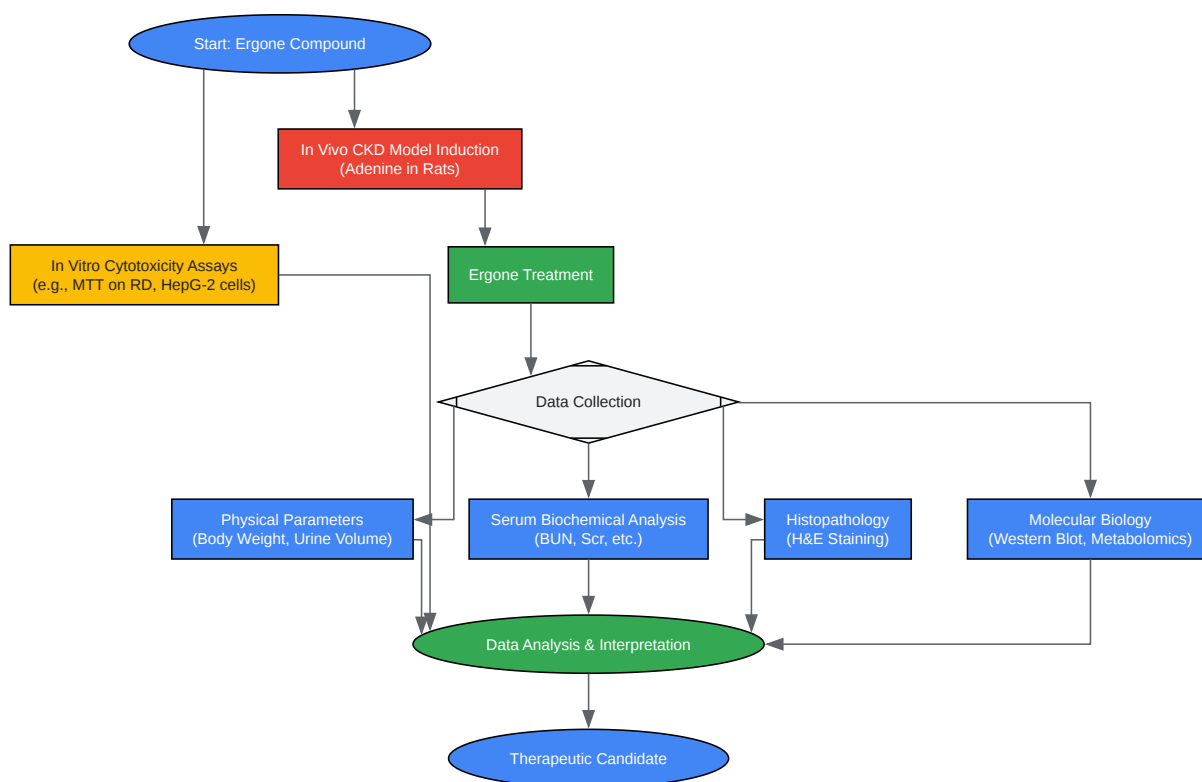 Start: Ergone Compound
In Vivo CKD Model Induction
(Adenine in Rats)
In Vitro Cytotoxicity Assays
(e.g., MTT on RD, HepG-2 cells)
Ergone Treatment
Data Collection
Physical Parameters
(Body Weight, Urine Volume)
Serum Biochemical Analysis
(BUN, Scr, etc.)
Histopathology
(H&E Staining)
Molecular Biology
(Western Blot, Metabolomics)
Data Analysis & Interpretation
Therapeutic Candidate